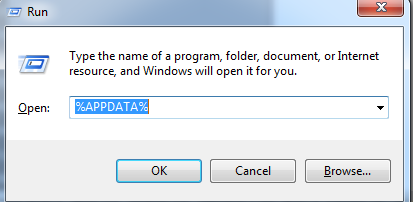 Run
Type the name of a program, folder, document, or Internet
resource, and Windows will open it for you.
Open: %APPDATA%
OK Cancel Browse...